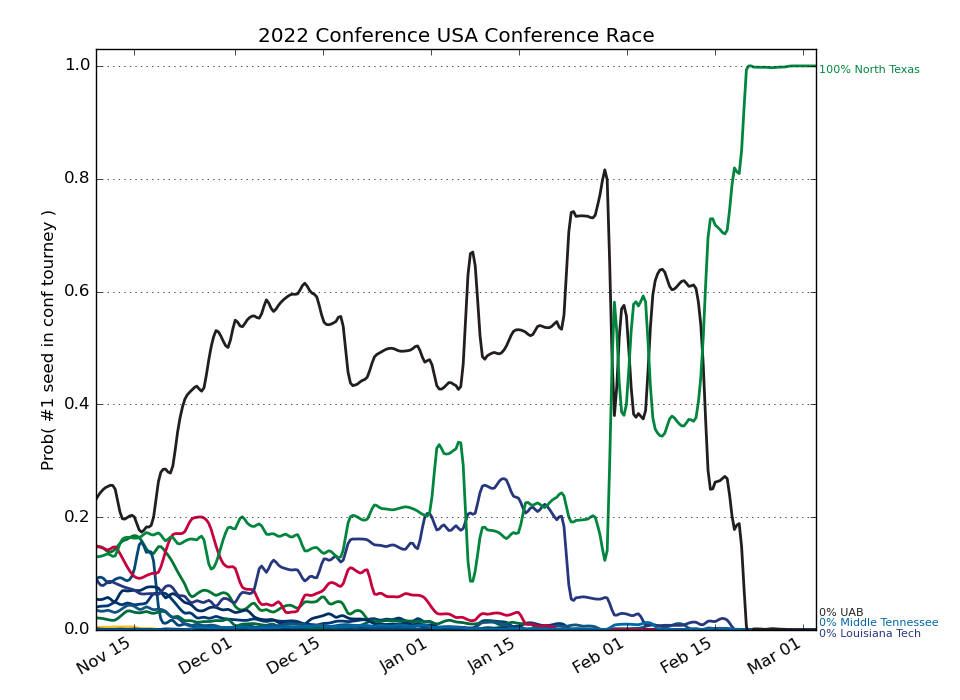 2022 Conference USA Conference Race
Prob( #1 seed in conf tourney )
1.0
0.8
0.6
0.4
0.2
0.0
Nov 15
Dec 01
Dec 15
Jan 01
Jan 15
Feb 01
Feb 15
Mar 01
100% North Texas
0% UAB
0% Middle Tennessee
0% Louisiana Tech